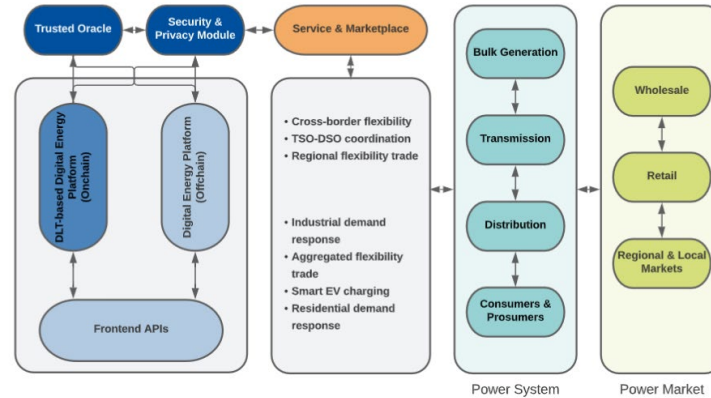 Trusted Oracle
Security &
Privacy Module
Service & Marketplace
DLT-based Digital Energy
Platform
(Onchain)
Digital Energy Platform
(Offchain)
Frontend APIs
• Cross-border flexibility
• TSO-DSO coordination
• Regional flexibility trade
• Industrial demand
response
• Aggregated flexibility
trade
• Smart EV charging
• Residential demand
response
Bulk Generation
Transmission
Distribution
Consumers &
Prosumers
Power System
Wholesale
Retail
Regional & Local
Markets
Power Market